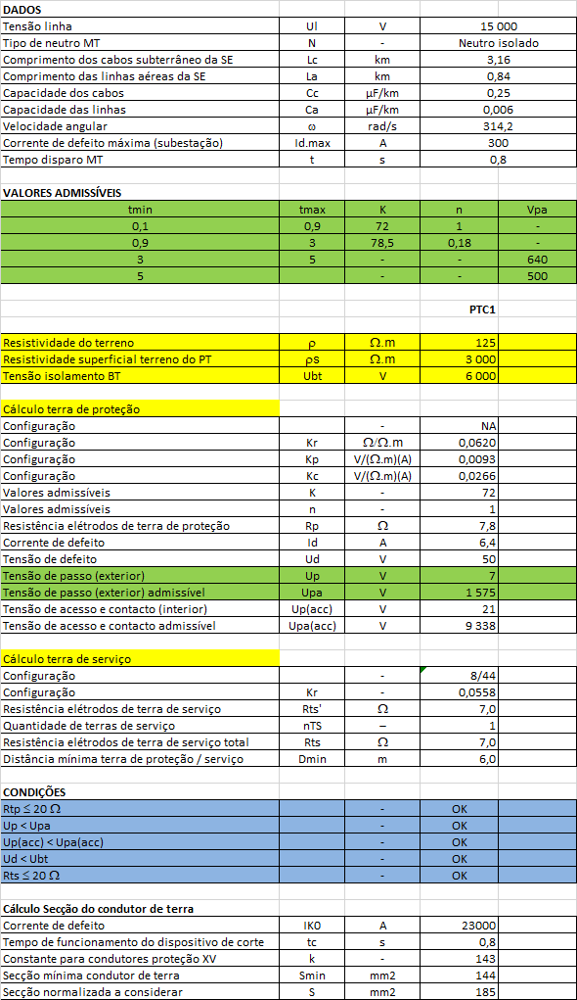 DADOS
Tensão linha Ul V 15 000
Tipo de neutro MT N - Neutro isolado
Comprimento dos cabos subterrâneo da SE Lc km 3,16
Comprimento das linhas aéreas da SE La km 0,84
Capacidade dos cabos Cc µF/km 0,25
Capacidade das linhas Ca µF/km 0,006
Velocidade angular ω rad/s 314,2
Corrente de defeito máxima (subestação) Id.max A 300
Tempo disparo MT t s 0,8
VALORES ADMISSÍVEIS
tmin tmax K n Vpa
0,1 0,9 72 1 -
0,9 3 78,5 0,18 -
3 5 - - 640
5 - - 500
PTC1
Resistividade do terreno ρ Ω.m 125
Resistividade superficial terreno do PT ρs Ω.m 3 000
Tensão isolamento BT Ubt V 6 000
Cálculo terra de proteção
Configuração - NA
Configuração Kr Ω/Ω.m 0,0620
Configuração Kp V/(Ω.m)(A) 0,0093
Configuração Kc V/(Ω.m)(A) 0,0266
Valores admissíveis K - 72
Valores admissíveis n - 1
Resistência elétrodos de terra de proteção Rp Ω 7,8
Corrente de defeito Id A 6,4
Tensão de defeito Ud V 50
Tensão de passo (exterior) Up V 7
Tensão de passo (exterior) admissível Upa V 1 575
Tensão de acesso e contacto (interior) Up(acc) V 21
Tensão de acesso e contacto admissível Upa(acc) V 9 338
Cálculo terra de serviço
Configuração - 8/44
Configuração Kr - 0,0558
Resistência elétrodos de terra de serviço Rts' Ω 7,0
Quantidade de terras de serviço nTS – 1
Resistência elétrodos de terra de serviço total Rts Ω 7,0
Distância mínima terra de proteção / serviço Dmin m 6,0
CONDIÇÕES
Rtp ≤ 20 Ω - OK
Up < Upa - OK
Up(acc) < Upa(acc) - OK
Ud < Ubt - OK
Rts ≤ 20 Ω - OK
Cálculo Secção do condutor de terra
Corrente de defeito IK0 A 23000
Tempo de funcionamento do dispositivo de corte tc s 0,8
Constante para condutores proteção XV k - 143
Secção mínima condutor de terra Smin mm2 144
Secção normalizada a considerar S mm2 185